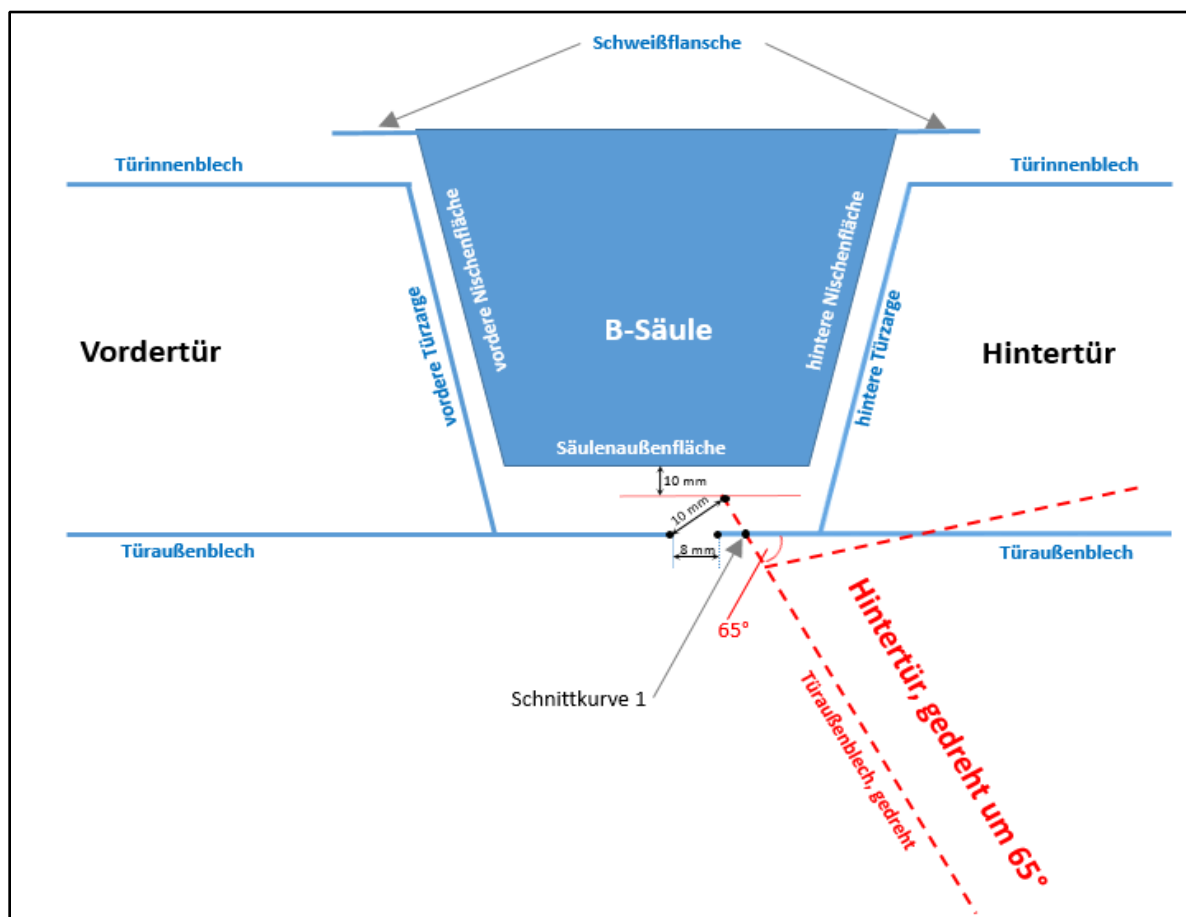 Schweißflansche
Türinnenblech
Türinnenblech
vordere Nischenfläche
hintere Nischenfläche
vordere Türzarge
hintere Türzarge
B-Säule
Vordertür
Hintertür
Säulenaußenfläche
10 mm
10 mm
Türaußenblech
8 mm
Türaußenblech
65°
Schnittkurve 1
Türaußenblech, gedreht
Hintertür, gedreht um 65°